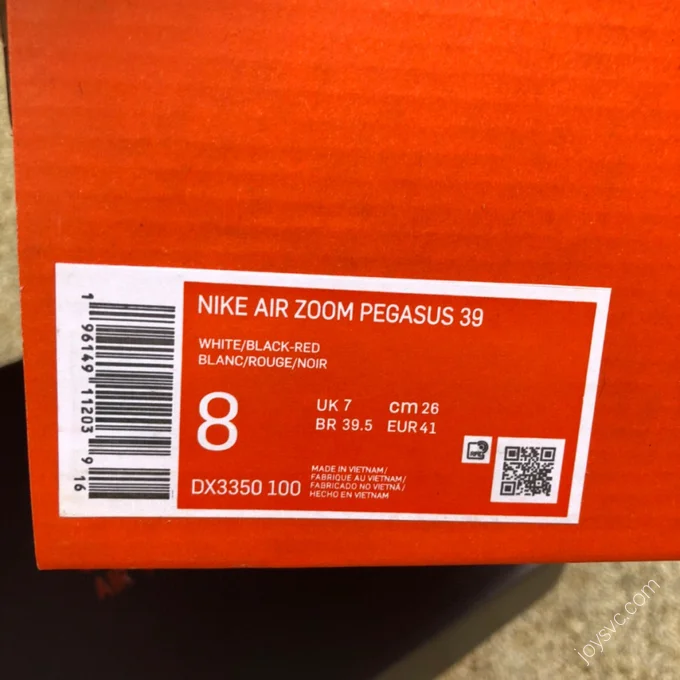 NIKE AIR ZOOM PEGASUS 39
WHITE/BLACK-RED
BLANC/ROUGE/NOIR
8
UK 7 cm 26
BR 39.5 EUR 41
DX3350 100
MADE IN VIETNAM/
FABRIQUE AU VIETNAM/
FABRICADO NO VIETNÃ/
HECHO EN VIETNAM
1 96149 11203 9 16
joysvc.com